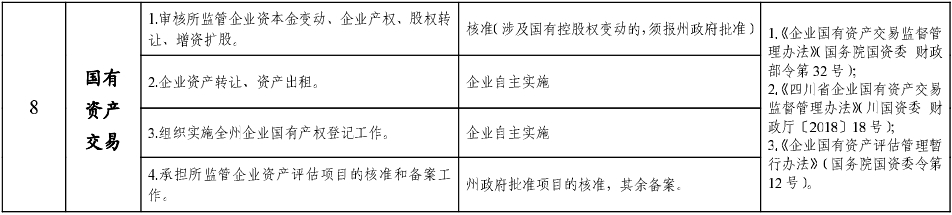 8
国有
资产
交易
1.审核所监管企业资本金变动、企业产权、股权转
让、增资扩股。
核准（涉及国有控股权变动的，须报州政府批准）
2.企业资产转让、资产出租。
企业自主实施
3.组织实施全州企业国有产权登记工作。
企业自主实施
4.承担所监管企业资产评估项目的核准和备案工
作。
州政府批准项目的核准，其余备案。
1.《企业国有资产交易监督管
理办法》（国务院国资委 财政
部令第 32 号）；
2.《四川省企业国有资产交易
监督管理办法》（川国资委 财
政厅〔2018〕18 号）；
3.《企业国有资产评估管理暂
行办法》（国务院国资委令第
12 号）。